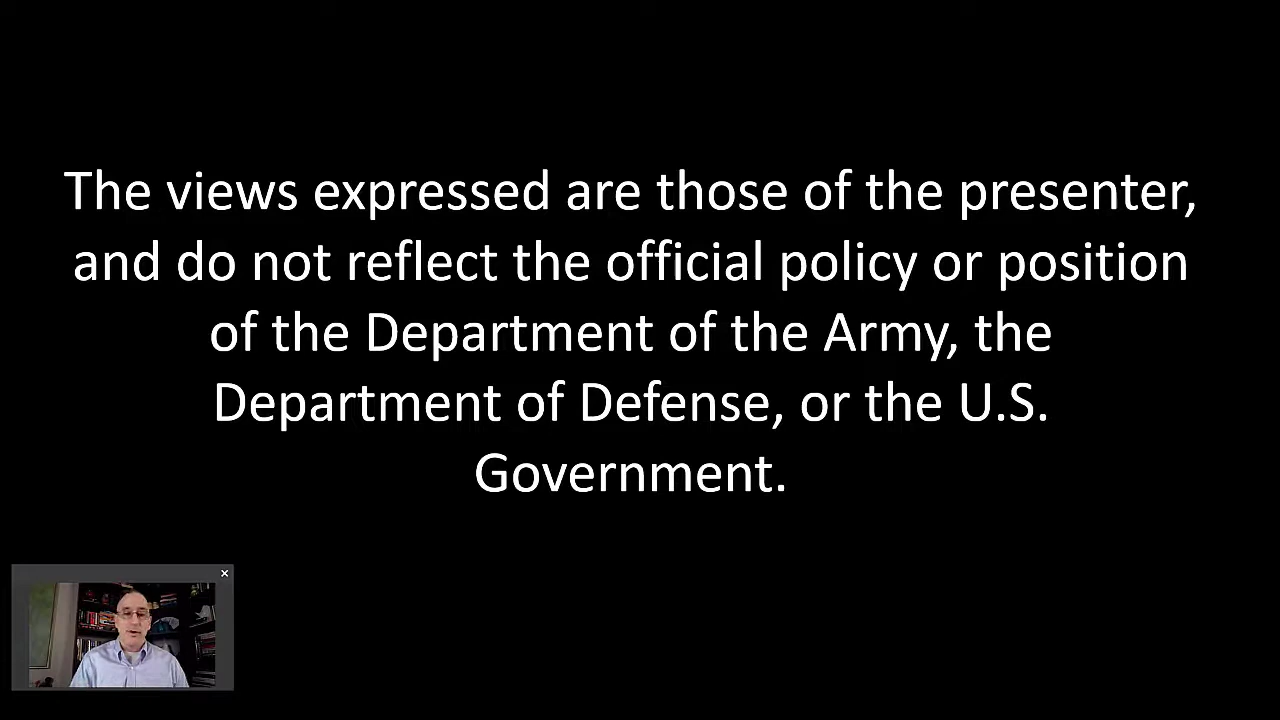 The views expressed are those of the presenter,
and do not reflect the official policy or position
of the Department of the Army, the
Department of Defense, or the U.S.
Government.